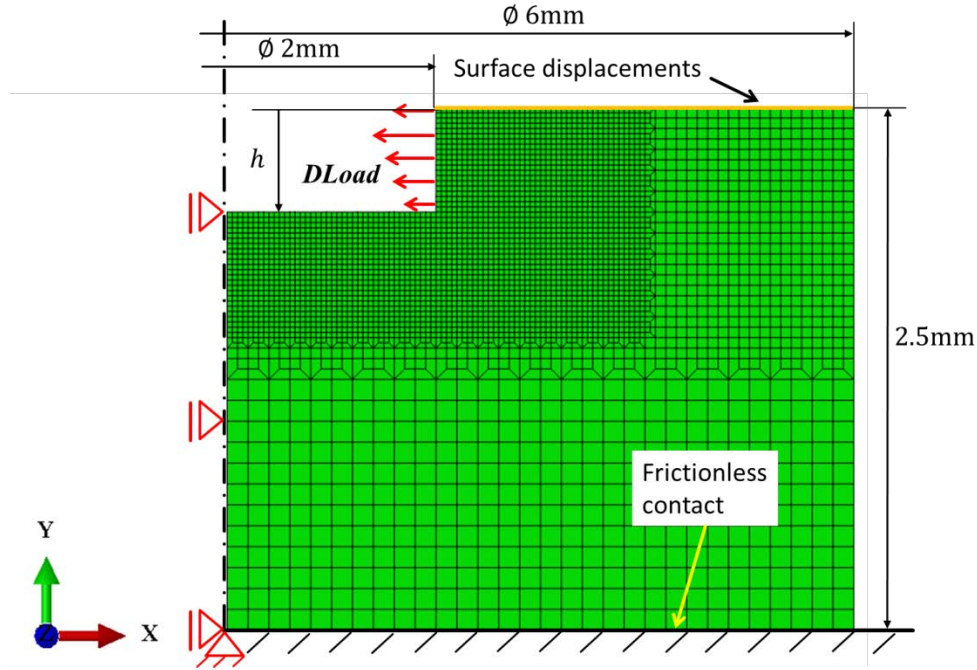 ∅ 6mm
∅ 2mm
Surface displacements
h
DLoad
2.5mm
Frictionless
contact
Y
Z
X